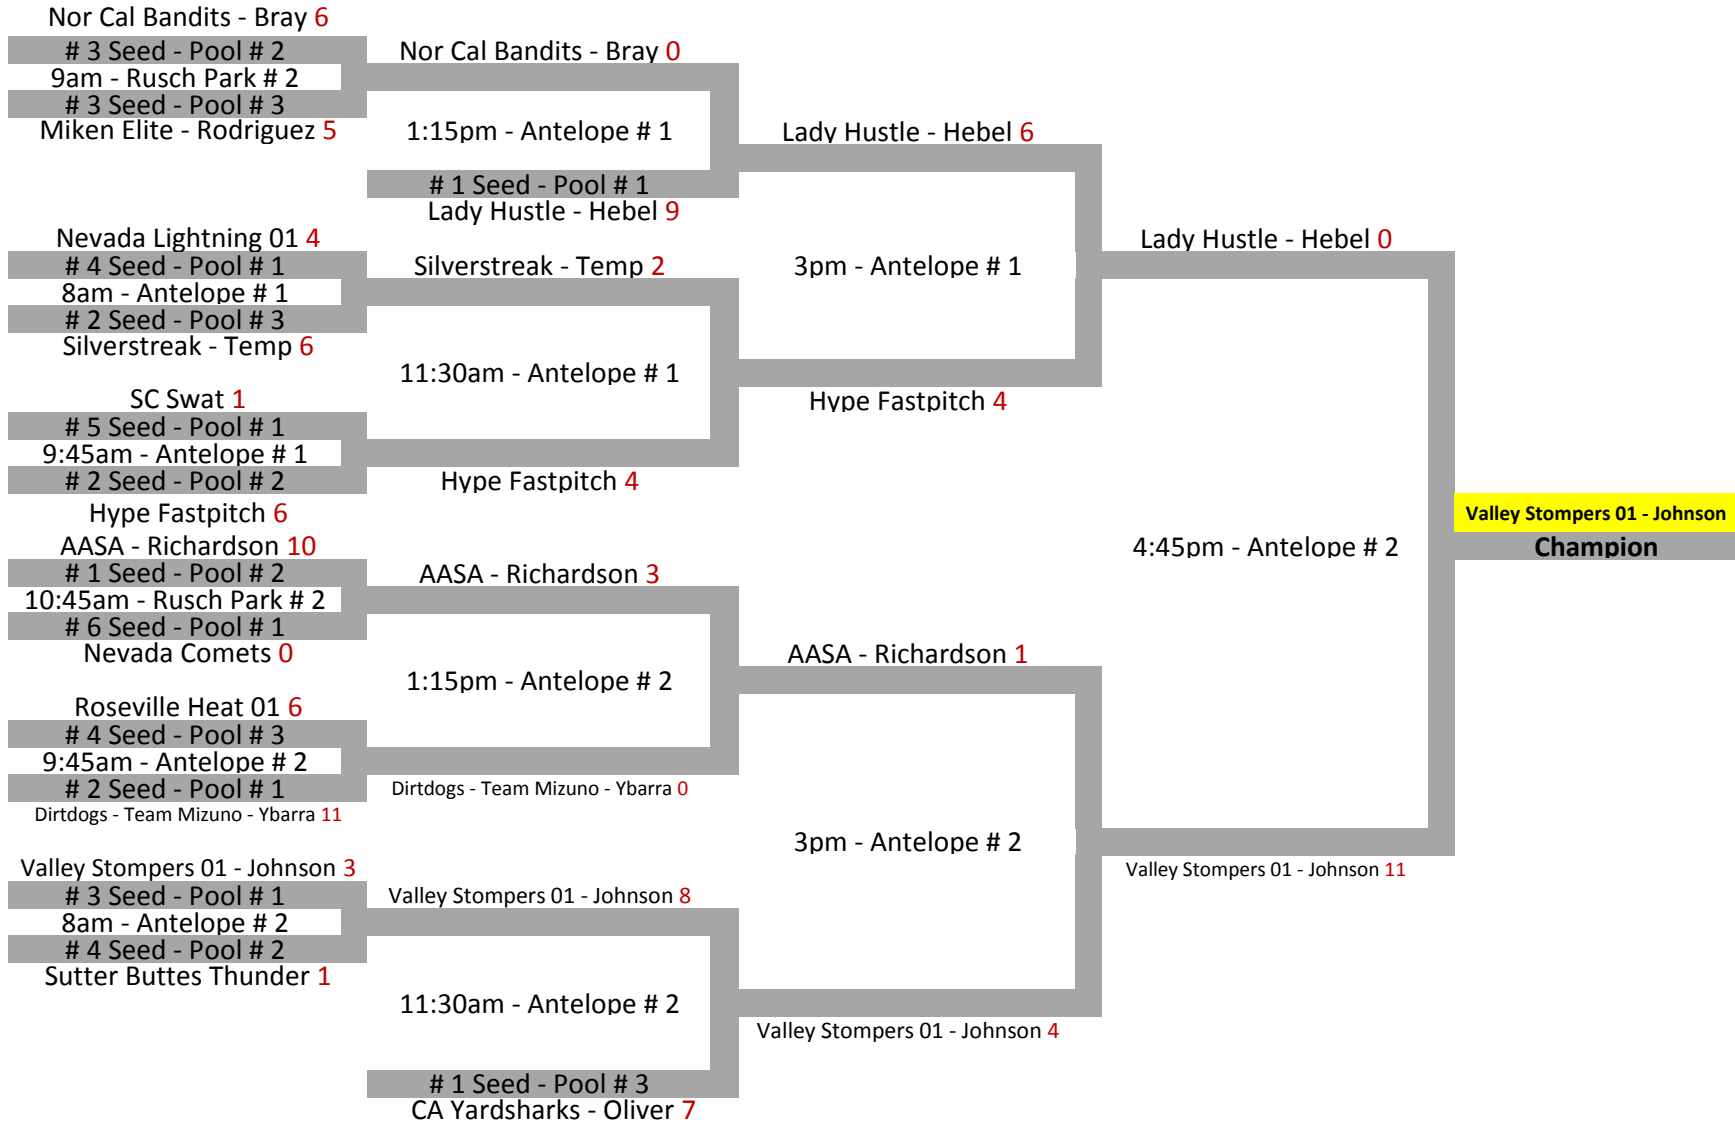 Nor Cal Bandits - Bray 6
# 3 Seed - Pool # 2
9am - Rusch Park # 2
# 3 Seed - Pool # 3
Miken Elite - Rodriguez 5
Nevada Lightning 01 4
# 4 Seed - Pool # 1
8am - Antelope # 1
# 2 Seed - Pool # 3
Silverstreak - Temp 6
SC Swat 1
# 5 Seed - Pool # 1
9:45am - Antelope # 1
# 2 Seed - Pool # 2
Hype Fastpitch 6
AASA - Richardson 10
# 1 Seed - Pool # 2
10:45am - Rusch Park # 2
# 6 Seed - Pool # 1
Nevada Comets 0
Roseville Heat 01 6
# 4 Seed - Pool # 3
9:45am - Antelope # 2
# 2 Seed - Pool # 1
Dirtdogs - Team Mizuno - Ybarra 11
Valley Stompers 01 - Johnson 3
# 3 Seed - Pool # 1
8am - Antelope # 2
# 4 Seed - Pool # 2
Sutter Buttes Thunder 1
Nor Cal Bandits - Bray 0
1:15pm - Antelope # 1
# 1 Seed - Pool # 1
Lady Hustle - Hebel 9
Silverstreak - Temp 2
11:30am - Antelope # 1
Hype Fastpitch 4
AASA - Richardson 3
1:15pm - Antelope # 2
Dirtdogs - Team Mizuno - Ybarra 0
Valley Stompers 01 - Johnson 8
11:30am - Antelope # 2
# 1 Seed - Pool # 3
CA Yardsharks - Oliver 7
Lady Hustle - Hebel 6
3pm - Antelope # 1
Hype Fastpitch 4
AASA - Richardson 1
3pm - Antelope # 2
Valley Stompers 01 - Johnson 4
Lady Hustle - Hebel 0
4:45pm - Antelope # 2
Valley Stompers 01 - Johnson 11
Valley Stompers 01 - Johnson
Champion